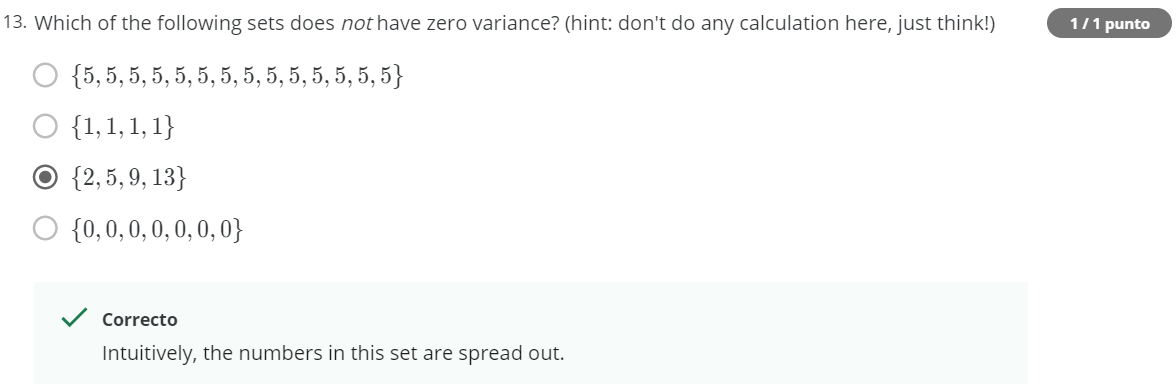 13. Which of the following sets does not have zero variance? (hint: don't do any calculation here, just think!)
1 / 1 punto
{5, 5, 5, 5, 5, 5, 5, 5, 5, 5, 5, 5, 5, 5}
{1, 1, 1, 1}
{2, 5, 9, 13}
{0, 0, 0, 0, 0, 0, 0}
Correcto
Intuitively, the numbers in this set are spread out.